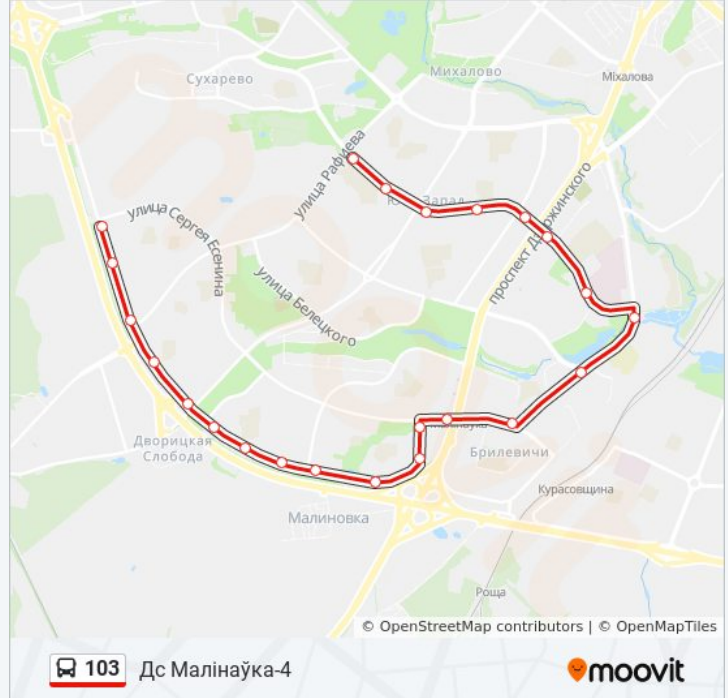 Сухарево
Михалово
Міхалова
улица Рафиева
проспект Дзержинского
улица Сергея
Есенина
улица Белецкого
Дворицкая
Слобода
Брилевичи
Курасовщина
Малиновка
Роща
© OpenStreetMap contributors | © OpenMapTiles
103 Дс Малінаўка-4
moovit